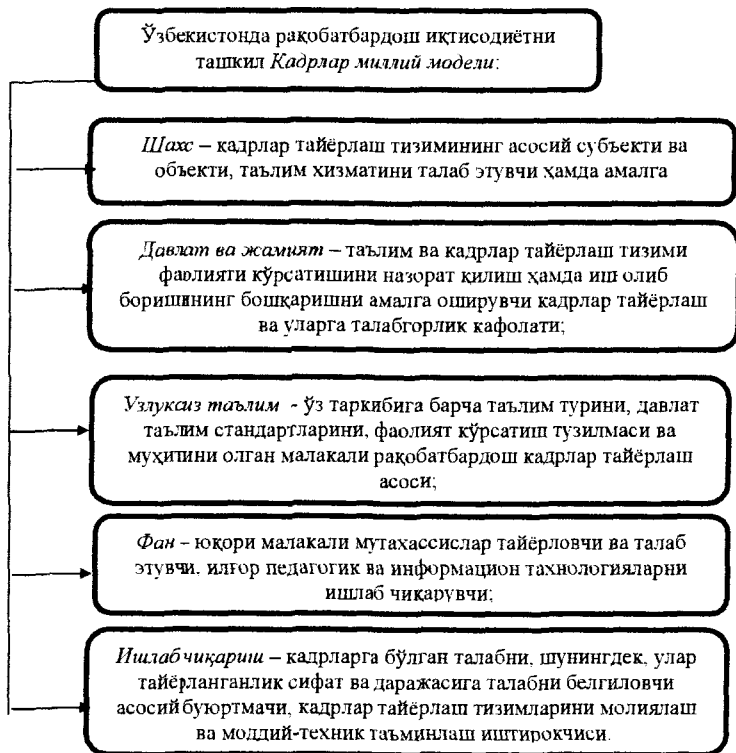 Ўзбекистонда рақобатбардош иқтисодиётни
ташкил Кадрлар миллий модели:
Шахс – кадрлар тайёрлаш тизимининг асосий субъекти ва
объекти, таълим хизматини талаб этувчи ҳамда амалга
Давлат ва жамият – таълим ва кадрлар тайёрлаш тизими
фаолияти кўрсатишини назорат қилиш ҳамда иш олиб
боришининг бошқаришни амалга оширувчи кадрлар тайёрлаш
ва уларга талабгорлик кафолати;
Узлуксиз таълим - ўз таркибига барча таълим турини, давлат
таълим стандартларини, фаолият кўрсатиш тузилмаси ва
муҳитини олган малакали рақобатбардош кадрлар тайёрлаш
асоси;
Фан – юқори малакали мутахассислар тайёрловчи ва талаб
этувчи, илғор педагогик ва информацион тахнологияларни
ишлаб чиқарувчи;
Ишлаб чиқариш – кадрларга бўлган талабни, шунингдек, улар
тайёрланганлик сифат ва даражасига талабни белгиловчи
асосий буюртмачи, кадрлар тайёрлаш тизимларини молиялаш
ва моддий-техник таъминлаш иштирокчиси.